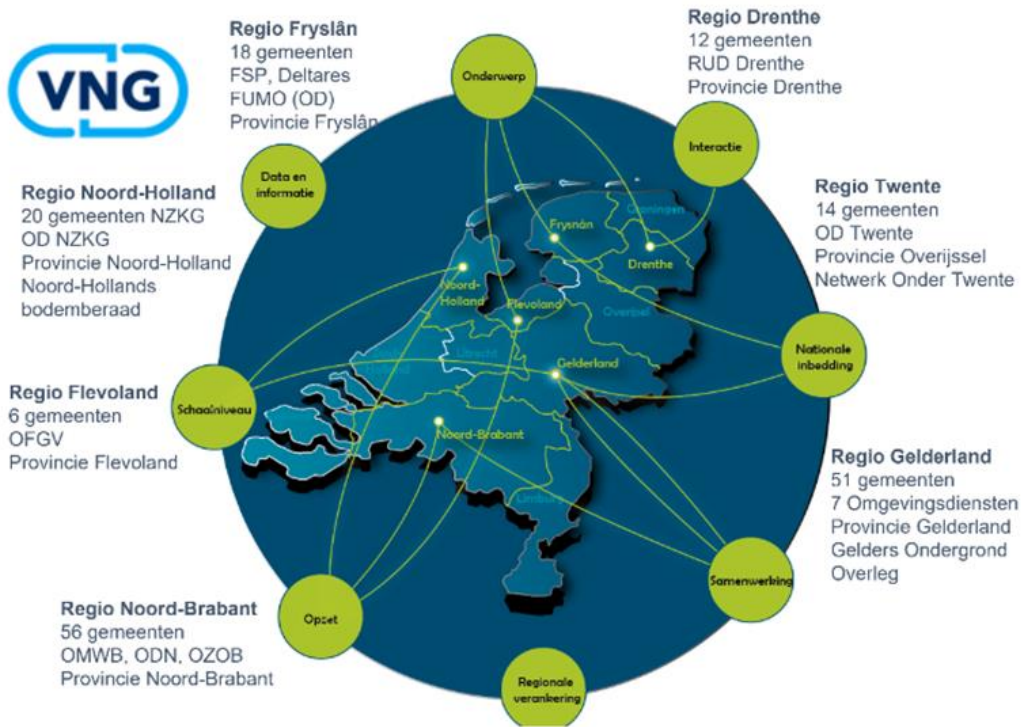 VNG
Regio Fryslân
18 gemeenten
FSP, Deltares
FUMO (OD)
Provincie Fryslân
Onderwerp
Regio Drenthe
12 gemeenten
RUD Drenthe
Provincie Drenthe
Interactie
Data en
informatie
Regio Noord-Holland
20 gemeenten NZKG
OD NZKG
Provincie Noord-Holland
Noord-Hollands
bodemberaad
Regio Twente
14 gemeenten
OD Twente
Provincie Overijssel
Netwerk Onder Twente
Groningen
Frysnân
Drenthe
Noord-
Holland
Flevoland
Overijsel
Utrecht
Holland
Gelderland
Noord-Brabant
Limburg
Nationale
inbedding
Schaalniveau
Regio Flevoland
6 gemeenten
OFGV
Provincie Flevoland
Regio Gelderland
51 gemeenten
7 Omgevingsdiensten
Provincie Gelderland
Gelders Ondergrond
Overleg
Samenwerking
Opzet
Regio Noord-Brabant
56 gemeenten
OMWB, ODN, OZOB
Provincie Noord-Brabant
Regionale
verankering